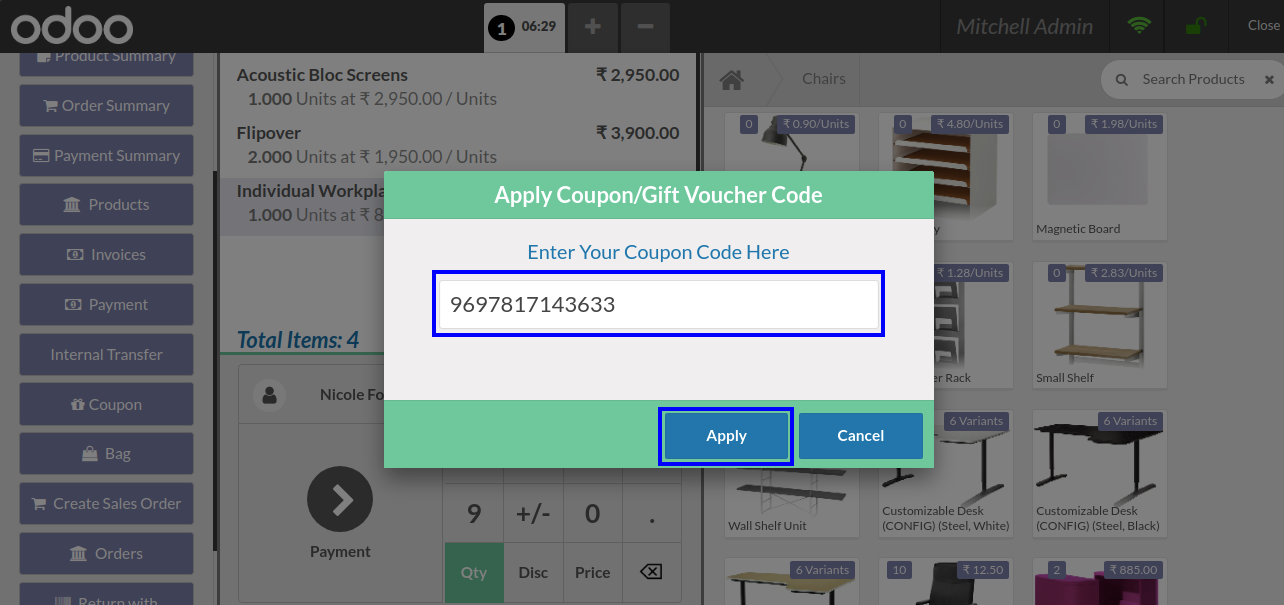 odoo
1 06:29
Mitchell Admin
Close
Product Summary
Order Summary
Payment Summary
Products
Invoices
Payment
Internal Transfer
Coupon
Bag
Create Sales Order
Orders
Return with
Acoustic Bloc Screens ₹ 2,950.00
1.000 Units at ₹ 2,950.00 / Units
Flipover ₹ 3,900.00
2.000 Units at ₹ 1,950.00 / Units
Individual Workpla
1.000 Units at ₹ 8
Total Items: 4
Nicole Fo
Payment
9 +/- 0 .
Qty Disc Price
Apply Coupon/Gift Voucher Code
Enter Your Coupon Code Here
9697817143633
Apply Cancel
Chairs
Search Products
0 ₹ 0.90/Units
0 ₹ 4.80/Units
y
0 ₹ 1.98/Units
Magnetic Board
₹ 1.28/Units
er Rack
0 ₹ 2.83/Units
Small Shelf
Wall Shelf Unit
6 Variants
Customizable Desk
(CONFIG) (Steel, White)
6 Variants
Customizable Desk
(CONFIG) (Steel, Black)
6 Variants
10 ₹ 12.50
2 ₹ 885.00